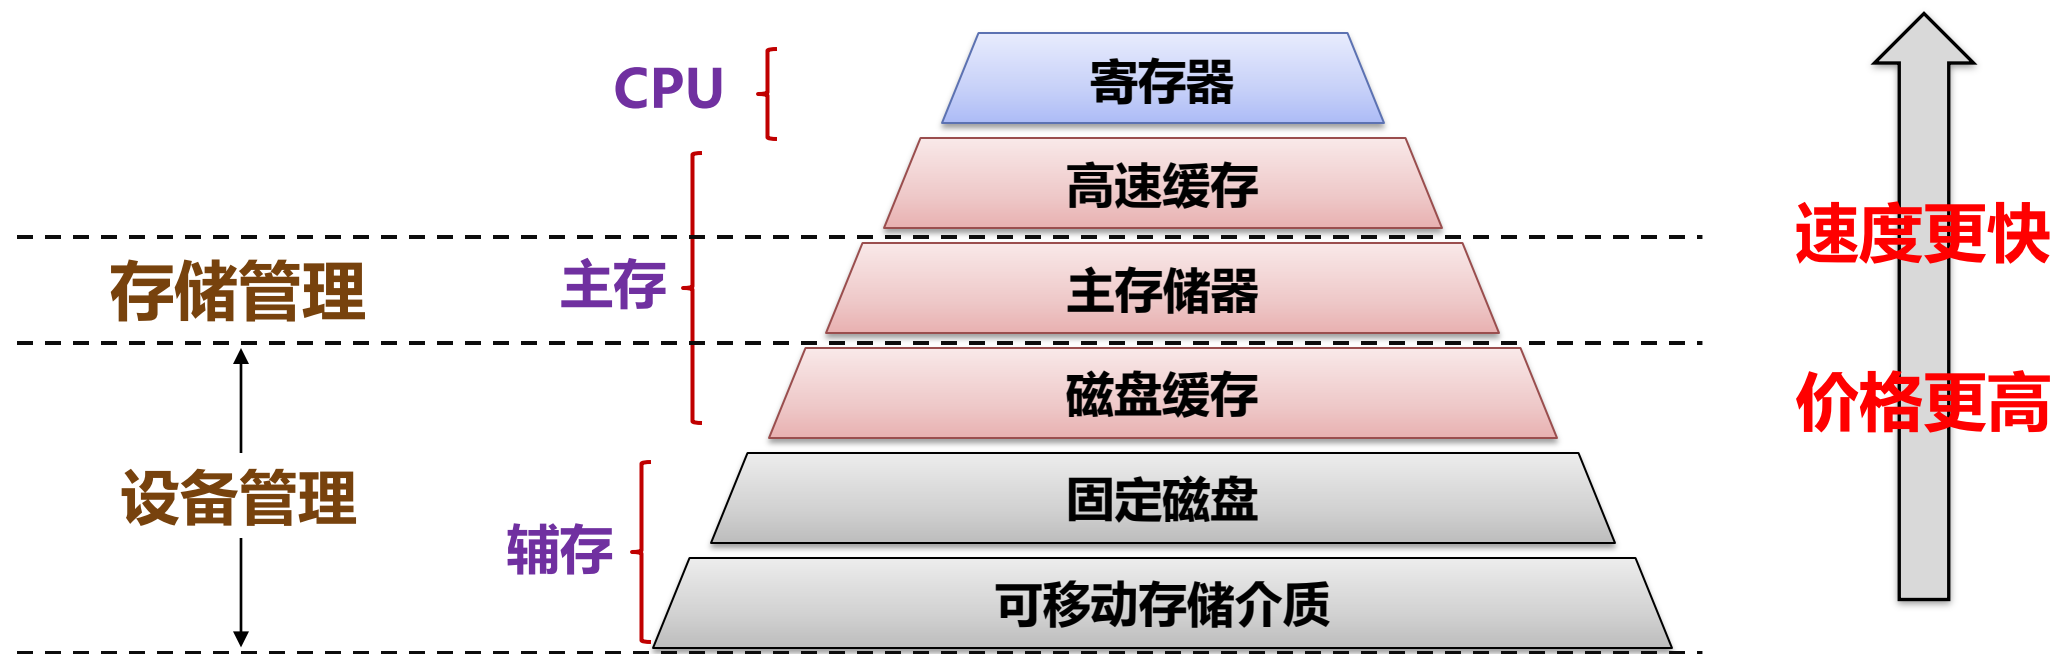 CPU
寄存器
高速缓存
速度更快
存储管理
主存
主存储器
磁盘缓存
价格更高
设备管理
固定磁盘
辅存
可移动存储介质